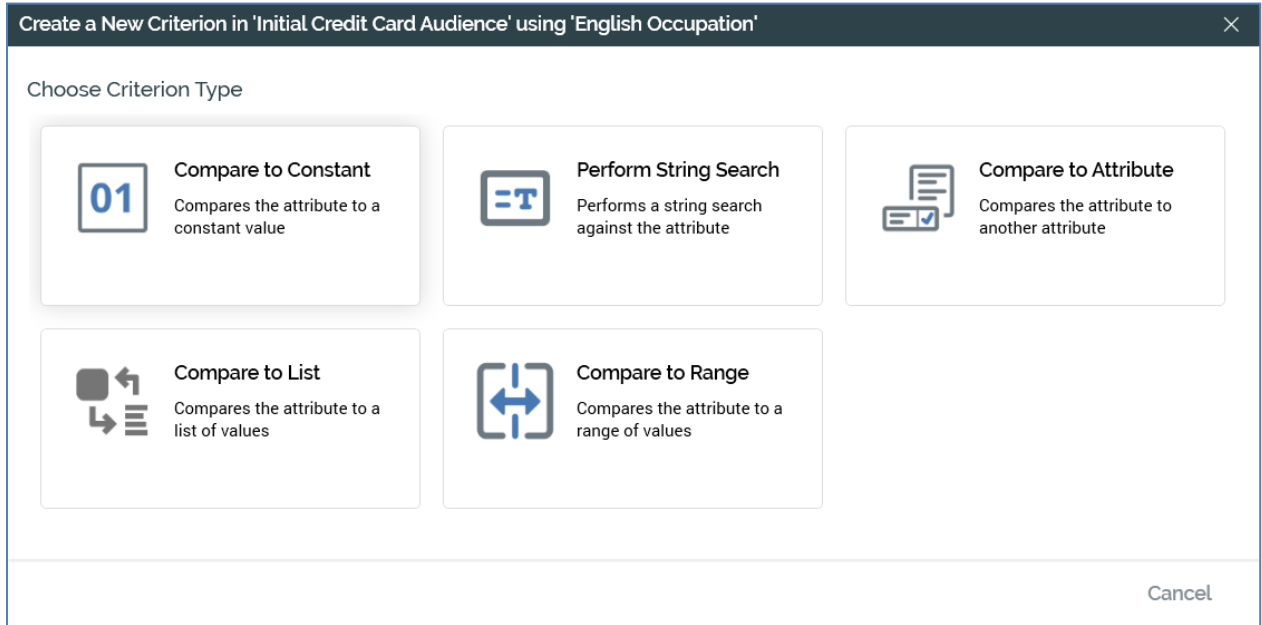 Create a New Criterion in 'Initial Credit Card Audience' using 'English Occupation'
Choose Criterion Type
01
Compare to Constant
Compares the attribute to a
constant value
=T
Perform String Search
Performs a string search
against the attribute
Compare to Attribute
Compares the attribute to
another attribute
Compare to List
Compares the attribute to a
list of values
Compare to Range
Compares the attribute to a
range of values
Cancel